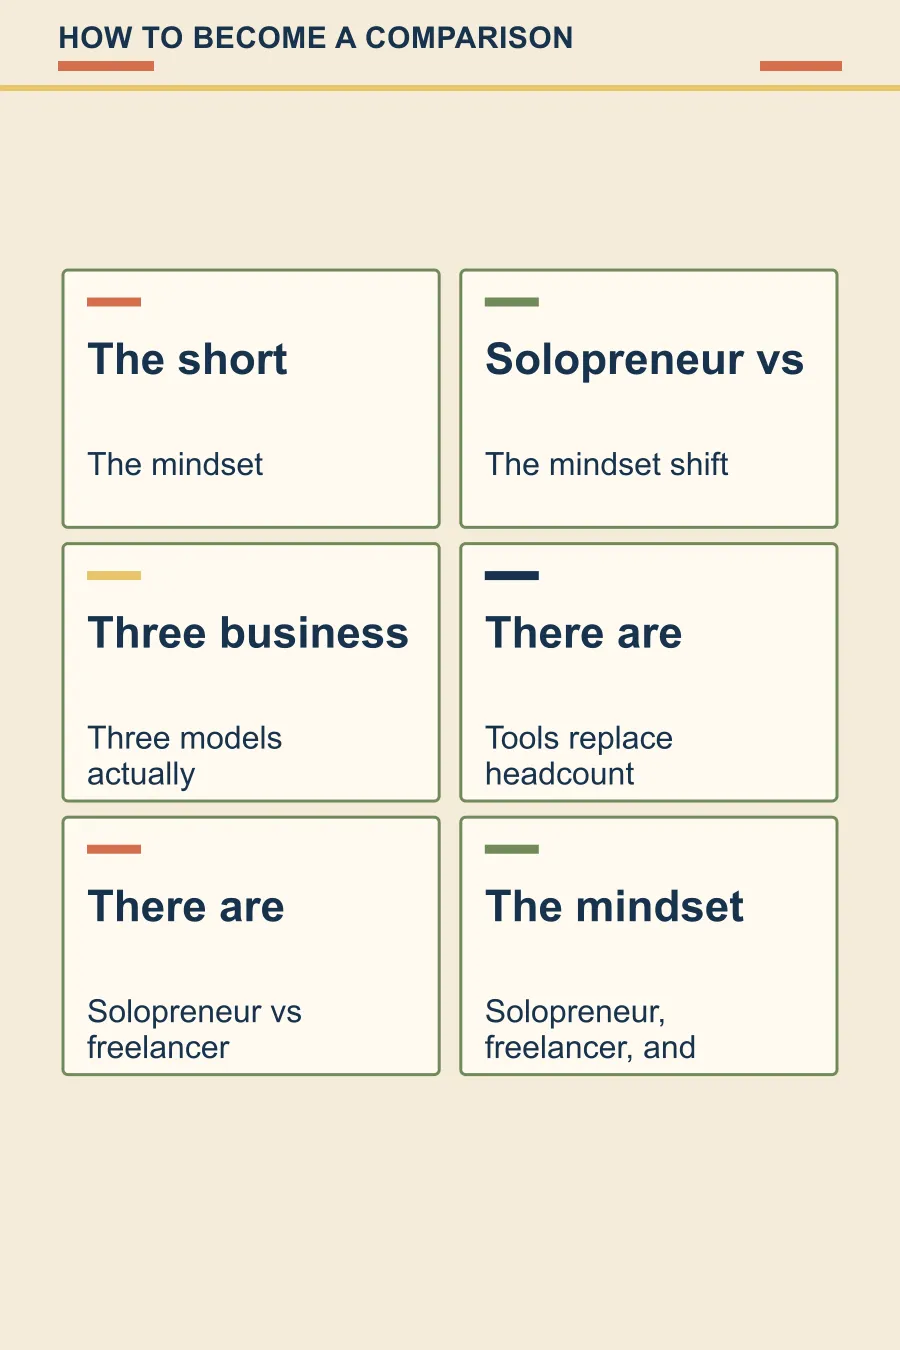 HOW TO BECOME A COMPARISON
The short
The mindset
Solopreneur vs
The mindset shift
Three business
Three models
actually
There are
Tools replace
headcount
There are
Solopreneur vs
freelancer
The mindset
Solopreneur,
freelancer, and